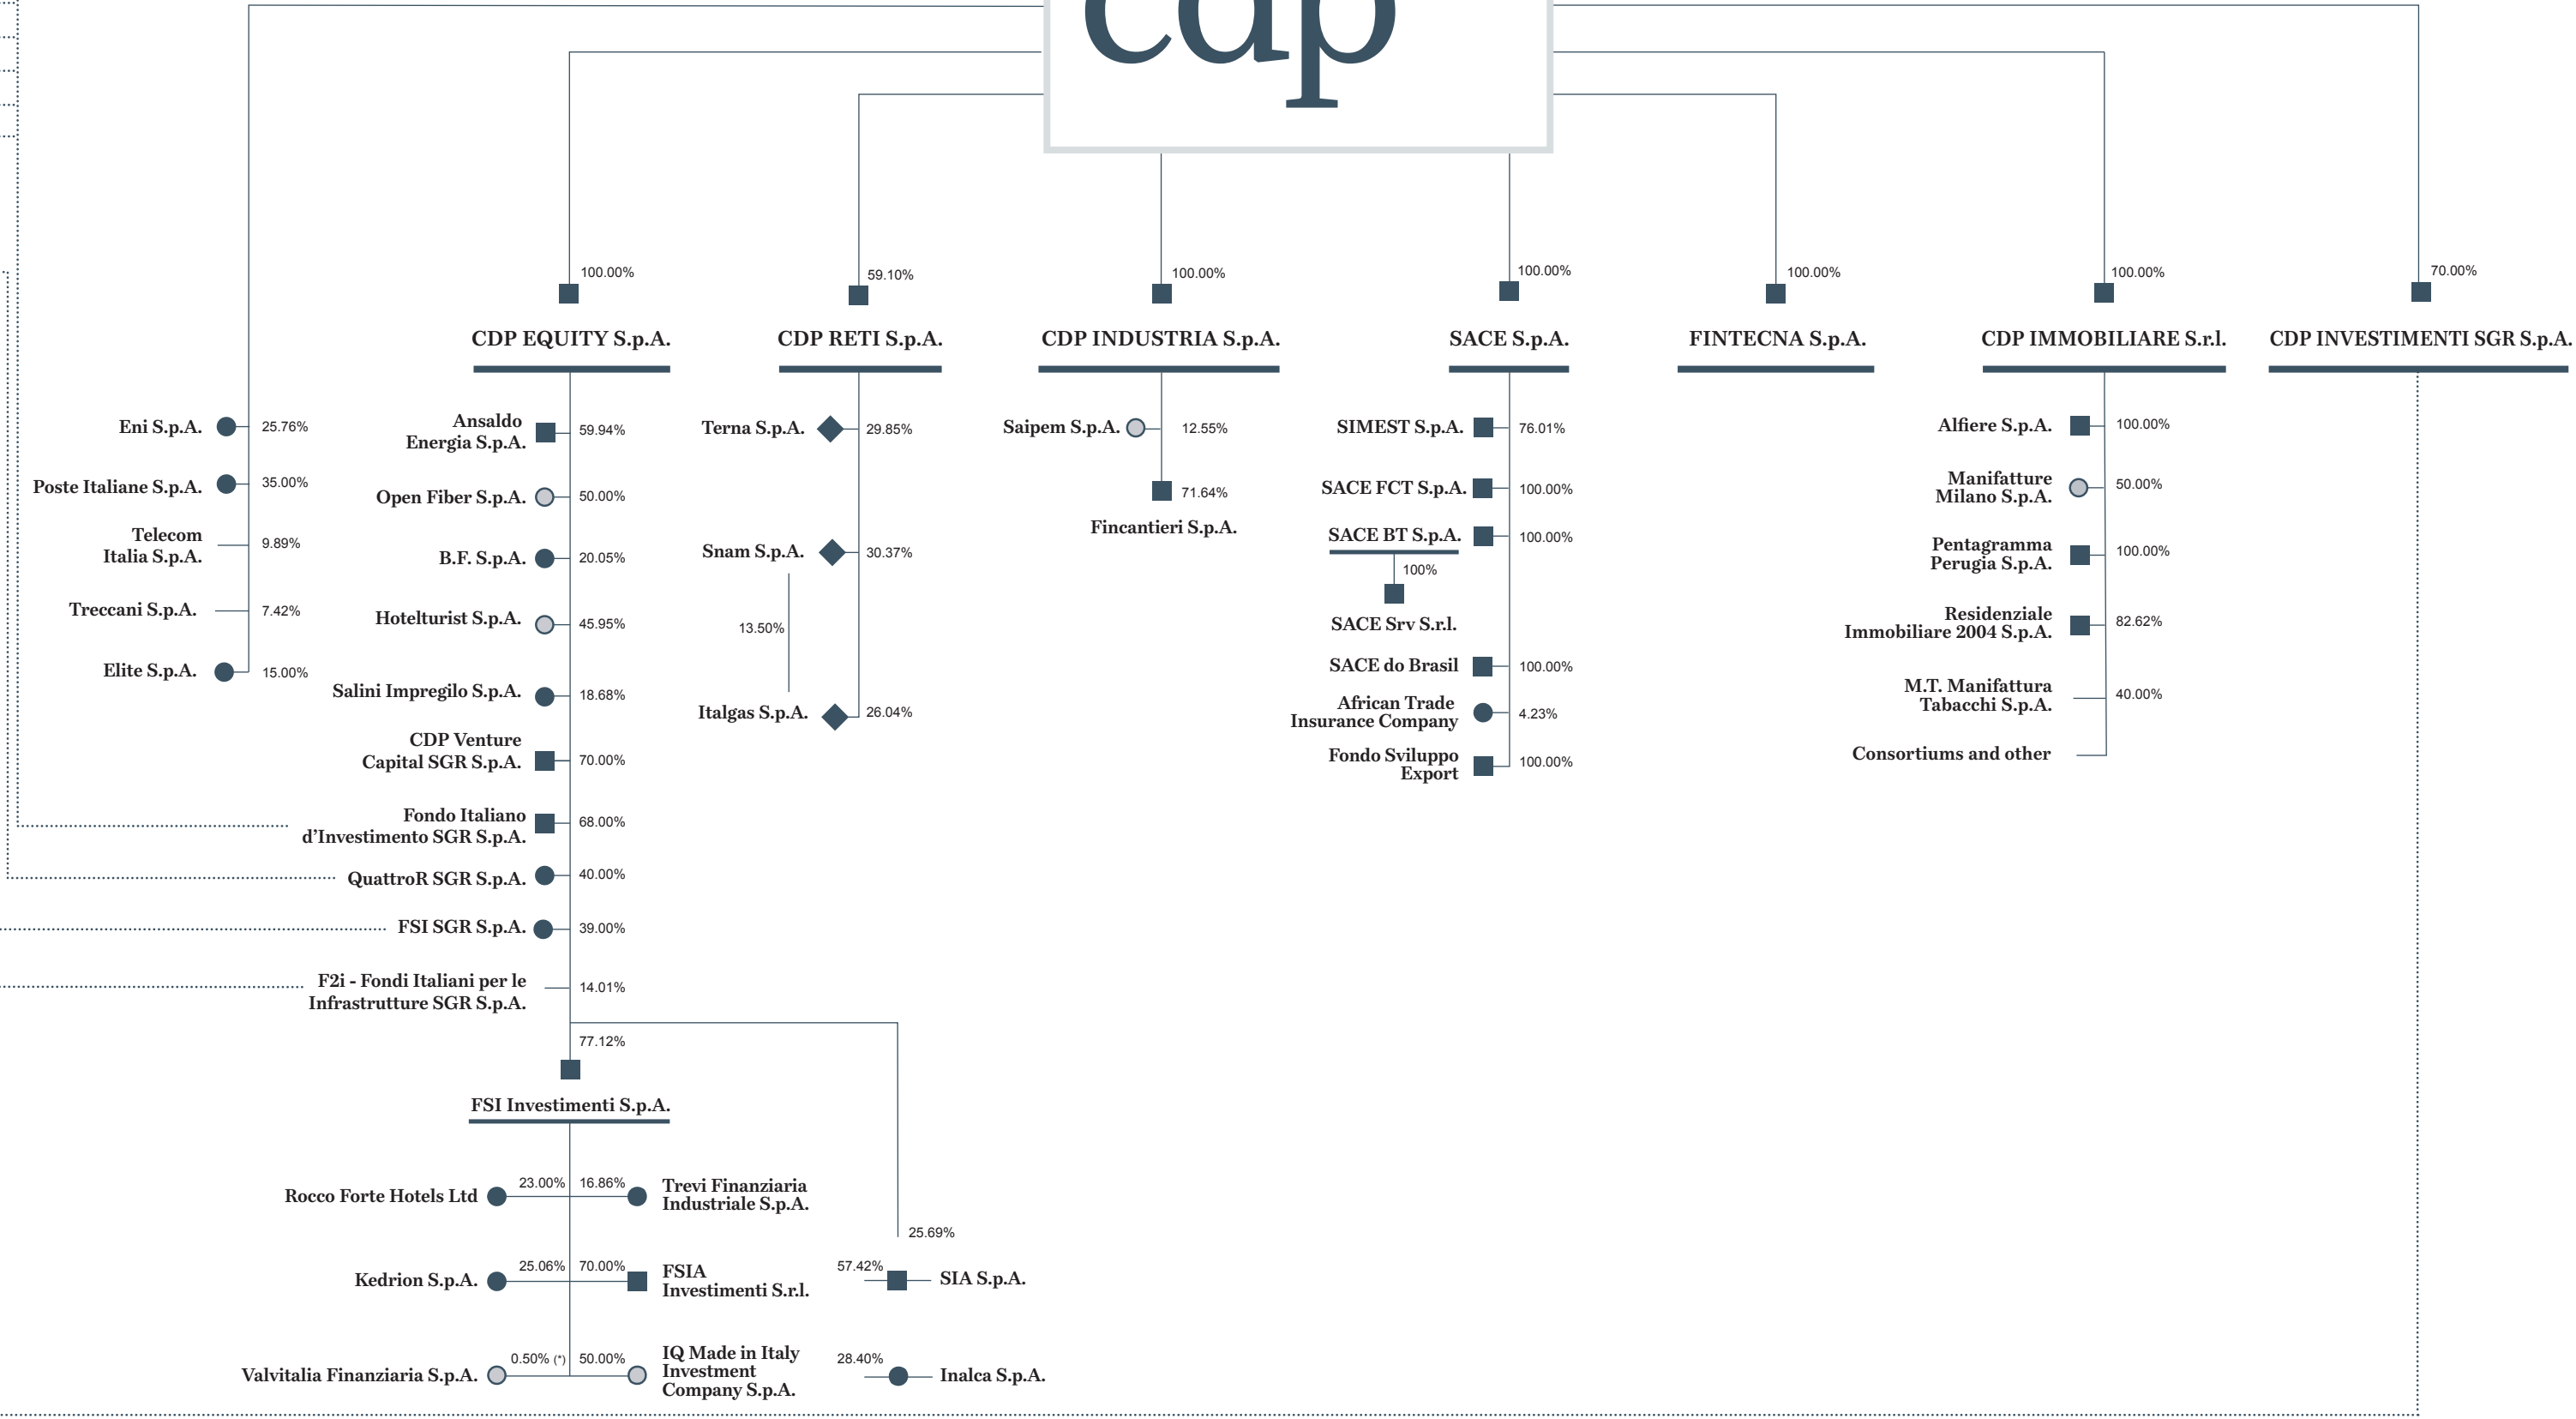 cdp
100.00%
59.10%
100.00%
100.00%
100.00%
100.00%
70.00%
CDP EQUITY S.p.A.
CDP RETI S.p.A.
CDP INDUSTRIA S.p.A.
SACE S.p.A.
FINTECNA S.p.A.
CDP IMMOBILIARE S.r.l.
CDP INVESTIMENTI SGR S.p.A.
Eni S.p.A.
25.76%
Poste Italiane S.p.A.
35.00%
Telecom
Italia S.p.A.
9.89%
Treccani S.p.A.
7.42%
Elite S.p.A.
15.00%
Ansaldo
Energia S.p.A.
59.94%
Open Fiber S.p.A.
50.00%
B.F. S.p.A.
20.05%
Hotelturist S.p.A.
45.95%
Salini Impregilo S.p.A.
18.68%
CDP Venture
Capital SGR S.p.A.
70.00%
Fondo Italiano
d’Investimento SGR S.p.A.
68.00%
QuattroR SGR S.p.A.
40.00%
FSI SGR S.p.A.
39.00%
F2i - Fondi Italiani per le
Infrastrutture SGR S.p.A.
14.01%
77.12%
FSI Investimenti S.p.A.
Rocco Forte Hotels Ltd
23.00%
16.86%
Trevi Finanziaria
Industriale S.p.A.
Kedrion S.p.A.
25.06%
70.00%
FSIA
Investimenti S.r.l.
Valvitalia Finanziaria S.p.A.
0.50% (*)
50.00%
IQ Made in Italy
Investment
Company S.p.A.
25.69%
57.42%
SIA S.p.A.
28.40%
Inalca S.p.A.
Terna S.p.A.
29.85%
Snam S.p.A.
30.37%
13.50%
Italgas S.p.A.
26.04%
Saipem S.p.A.
12.55%
71.64%
Fincantieri S.p.A.
SIMEST S.p.A.
76.01%
SACE FCT S.p.A.
100.00%
SACE BT S.p.A.
100.00%
100%
SACE Srv S.r.l.
SACE do Brasil
100.00%
African Trade
Insurance Company
4.23%
Fondo Sviluppo
Export
100.00%
Alfiere S.p.A.
100.00%
Manifatture
Milano S.p.A.
50.00%
Pentagramma
Perugia S.p.A.
100.00%
Residenziale
Immobiliare 2004 S.p.A.
82.62%
M.T. Manifattura
Tabacchi S.p.A.
40.00%
Consortiums and other